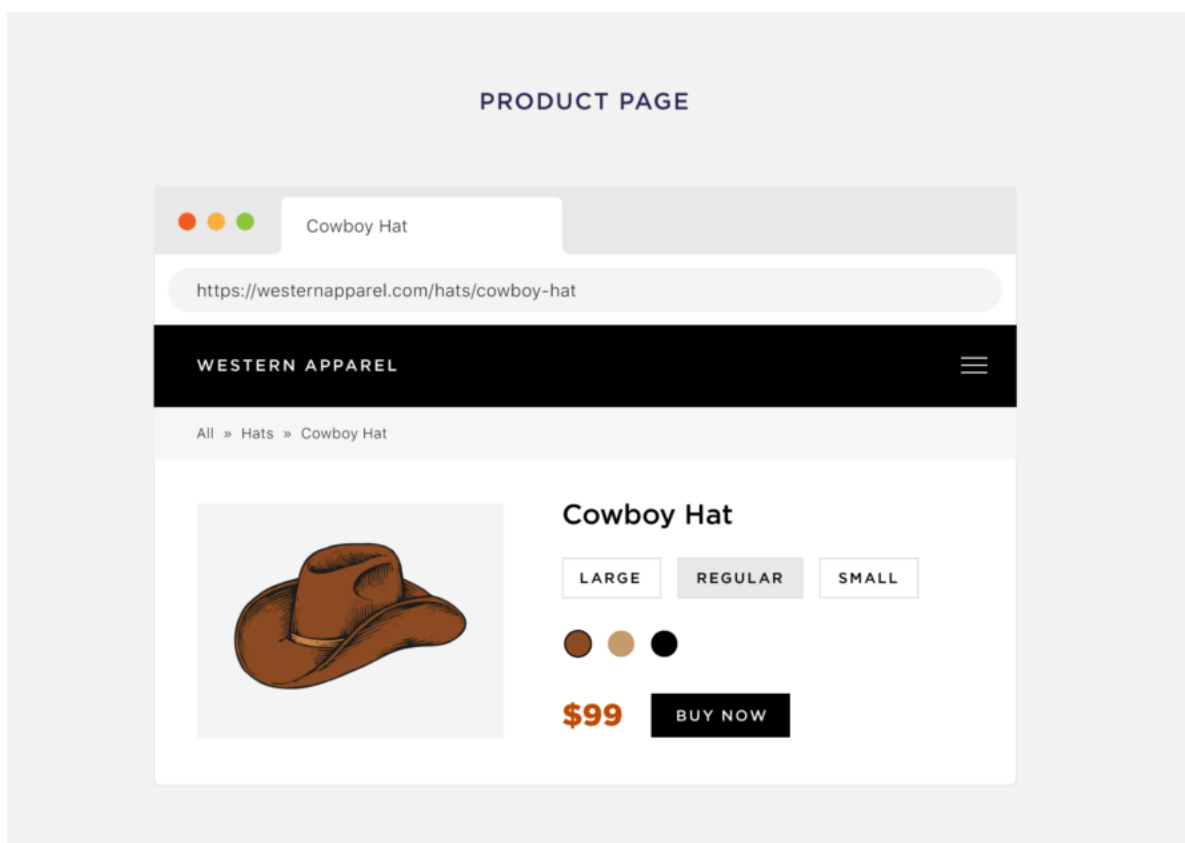 PRODUCT PAGE
Cowboy Hat
https://westernapparel.com/hats/cowboy-hat
WESTERN APPAREL
All » Hats » Cowboy Hat
Cowboy Hat
LARGE REGULAR SMALL
$99 BUY NOW